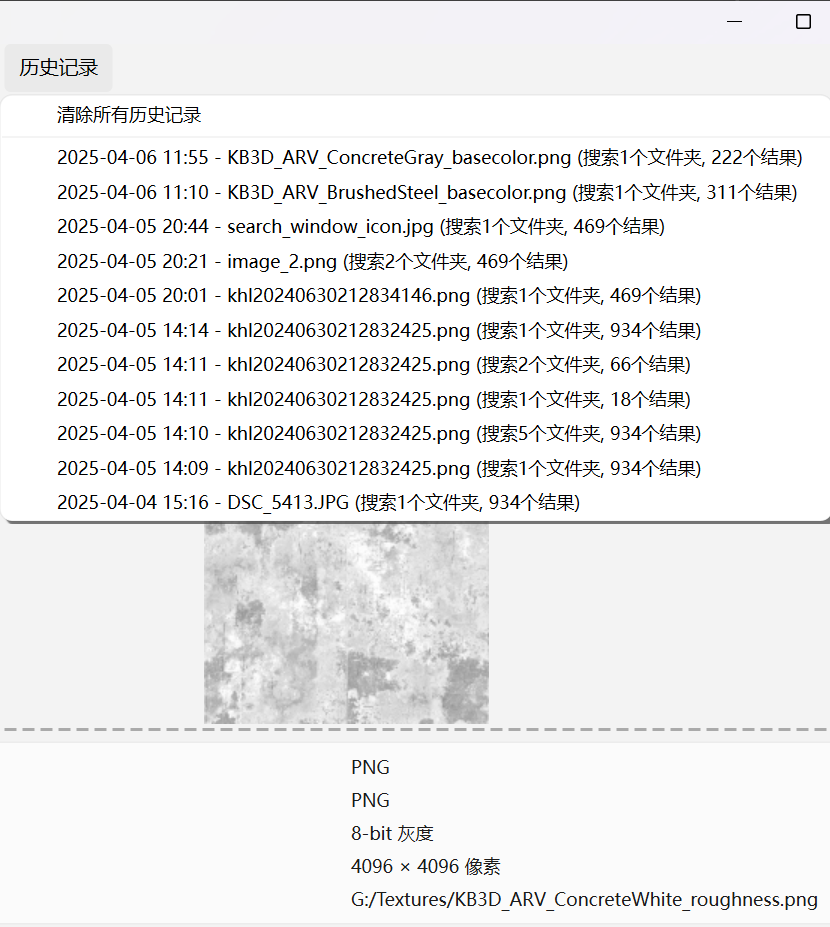 历史记录
清除所有历史记录
2025-04-06 11:55 - KB3D_ARV_ConcreteGray_basecolor.png (搜索1个文件夹, 222个结果)
2025-04-06 11:10 - KB3D_ARV_BrushedSteel_basecolor.png (搜索1个文件夹, 311个结果)
2025-04-05 20:44 - search_window_icon.jpg (搜索1个文件夹, 469个结果)
2025-04-05 20:21 - image_2.png (搜索2个文件夹, 469个结果)
2025-04-05 20:01 - khl20240630212834146.png (搜索1个文件夹, 469个结果)
2025-04-05 14:14 - khl20240630212832425.png (搜索1个文件夹, 934个结果)
2025-04-05 14:11 - khl20240630212832425.png (搜索2个文件夹, 66个结果)
2025-04-05 14:11 - khl20240630212832425.png (搜索1个文件夹, 18个结果)
2025-04-05 14:10 - khl20240630212832425.png (搜索5个文件夹, 934个结果)
2025-04-05 14:09 - khl20240630212832425.png (搜索1个文件夹, 934个结果)
2025-04-04 15:16 - DSC_5413.JPG (搜索1个文件夹, 934个结果)
PNG
PNG
8-bit 灰度
4096 × 4096 像素
G:/Textures/KB3D_ARV_ConcreteWhite_roughness.png